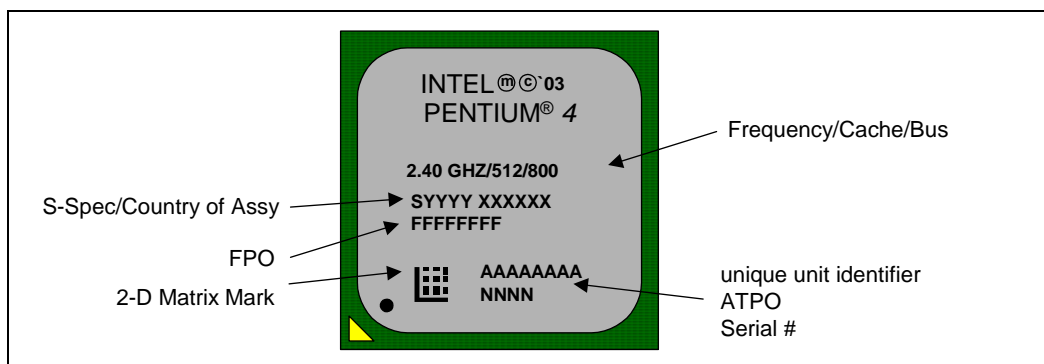 INTEL ⓜ©`03
PENTIUM® 4
Frequency/Cache/Bus
2.40 GHZ/512/800
S-Spec/Country of Assy
SYYYY XXXXXX
FFFFFFFF
FPO
2-D Matrix Mark
AAAAAAAA
NNNN
unique unit identifier
ATPO
Serial #